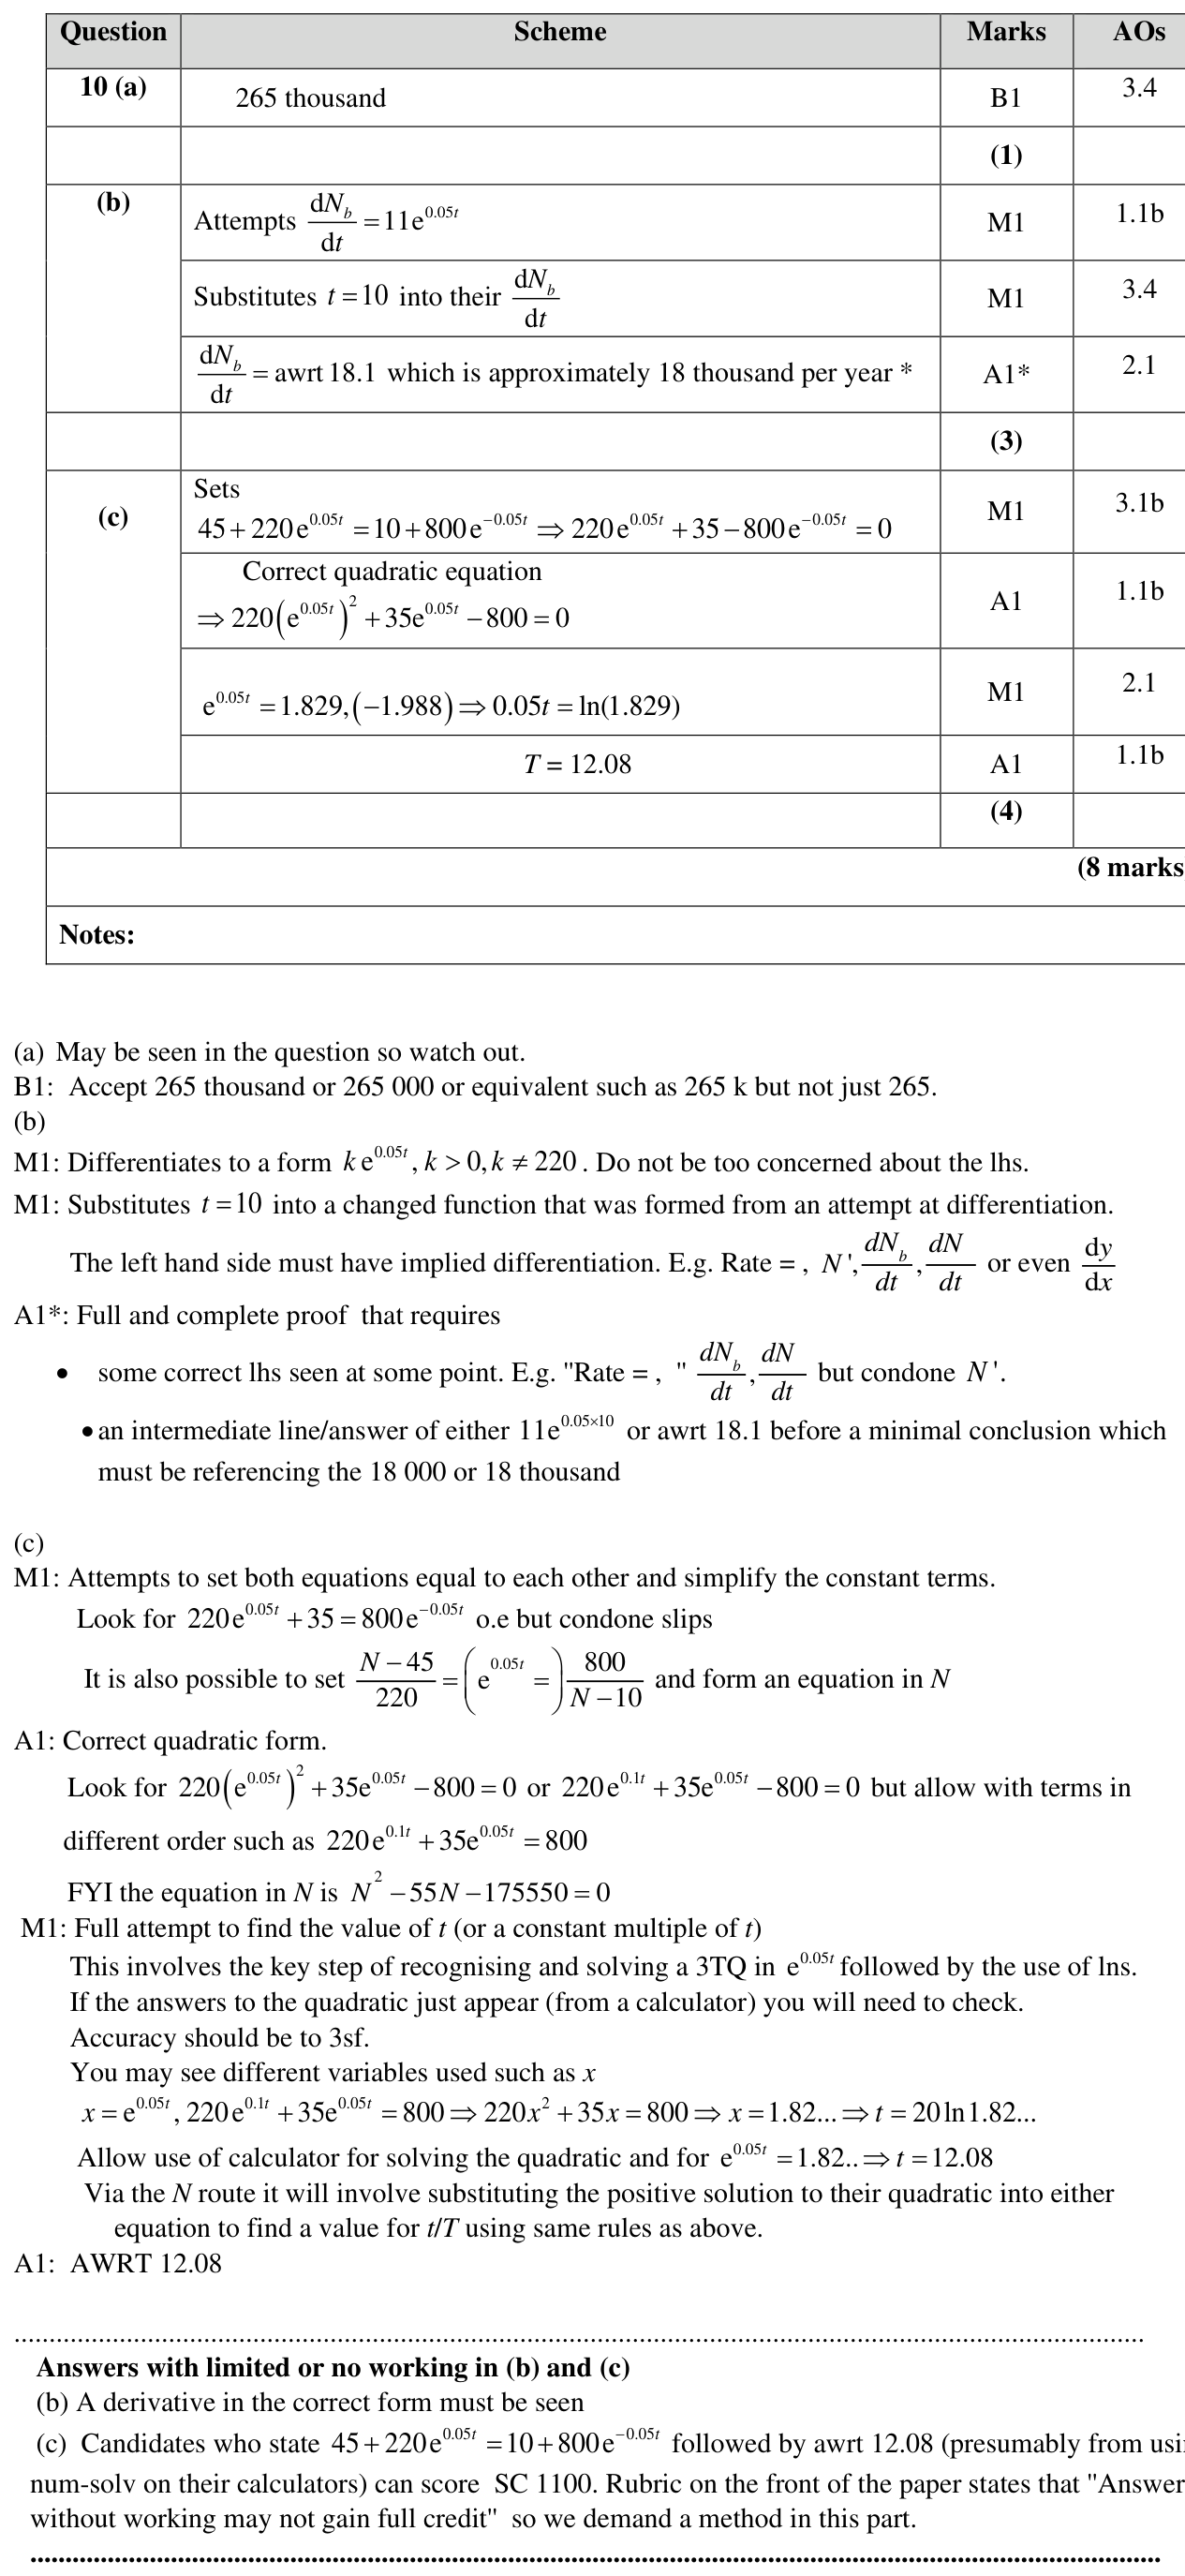 Question Scheme Marks AOs
10 (a) 265 thousand B1 3.4
(1)
(b) Attempts dN_b/dt = 11e^{0.05t} M1 1.1b
Substitutes t = 10 into their dN_b/dt M1 3.4
dN_b/dt = awrt 18.1 which is approximately 18 thousand per year * A1* 2.1
(3)
(c) Sets
45 + 220e^{0.05t} = 10 + 800e^{−0.05t} ⇒ 220e^{0.05t} + 35 − 800e^{−0.05t} = 0 M1 3.1b
Correct quadratic equation
⇒ 220(e^{0.05t})^2 + 35e^{0.05t} − 800 = 0 A1 1.1b
e^{0.05t} = 1.829, (−1.988) ⇒ 0.05t = ln(1.829) M1 2.1
T = 12.08 A1 1.1b
(4)
(8 marks
Notes:
(a) May be seen in the question so watch out.
B1: Accept 265 thousand or 265 000 or equivalent such as 265 k but not just 265.
(b)
M1: Differentiates to a form ke^{0.05t}, k > 0, k ≠ 220. Do not be too concerned about the lhs.
M1: Substitutes t = 10 into a changed function that was formed from an attempt at differentiation.
The left hand side must have implied differentiation. E.g. Rate = , N', dN_b/dt, dN/dt or even dy/dx
A1*: Full and complete proof that requires
• some correct lhs seen at some point. E.g. "Rate = , " dN_b/dt, dN/dt but condone N'.
• an intermediate line/answer of either 11e^{0.05×10} or awrt 18.1 before a minimal conclusion which
must be referencing the 18 000 or 18 thousand
(c)
M1: Attempts to set both equations equal to each other and simplify the constant terms.
Look for 220e^{0.05t} + 35 = 800e^{−0.05t} o.e but condone slips
It is also possible to set (N − 45)/220 = (e^{0.05t} =) 800/(N − 10) and form an equation in N
A1: Correct quadratic form.
Look for 220(e^{0.05t})^2 + 35e^{0.05t} − 800 = 0 or 220e^{0.1t} + 35e^{0.05t} − 800 = 0 but allow with terms in
different order such as 220e^{0.1t} + 35e^{0.05t} = 800
FYI the equation in N is N^2 − 55N − 175550 = 0
M1: Full attempt to find the value of t (or a constant multiple of t)
This involves the key step of recognising and solving a 3TQ in e^{0.05t} followed by the use of lns.
If the answers to the quadratic just appear (from a calculator) you will need to check.
Accuracy should be to 3sf.
You may see different variables used such as x
x = e^{0.05t}, 220e^{0.1t} + 35e^{0.05t} = 800 ⇒ 220x^2 + 35x = 800 ⇒ x = 1.82... ⇒ t = 20ln1.82...
Allow use of calculator for solving the quadratic and for e^{0.05t} = 1.82.. ⇒ t = 12.08
Via the N route it will involve substituting the positive solution to their quadratic into either
equation to find a value for t/T using same rules as above.
A1: AWRT 12.08
Answers with limited or no working in (b) and (c)
(b) A derivative in the correct form must be seen
(c) Candidates who state 45 + 220e^{0.05t} = 10 + 800e^{−0.05t} followed by awrt 12.08 (presumably from usi
num-solv on their calculators) can score SC 1100. Rubric on the front of the paper states that "Answer
without working may not gain full credit" so we demand a method in this part.